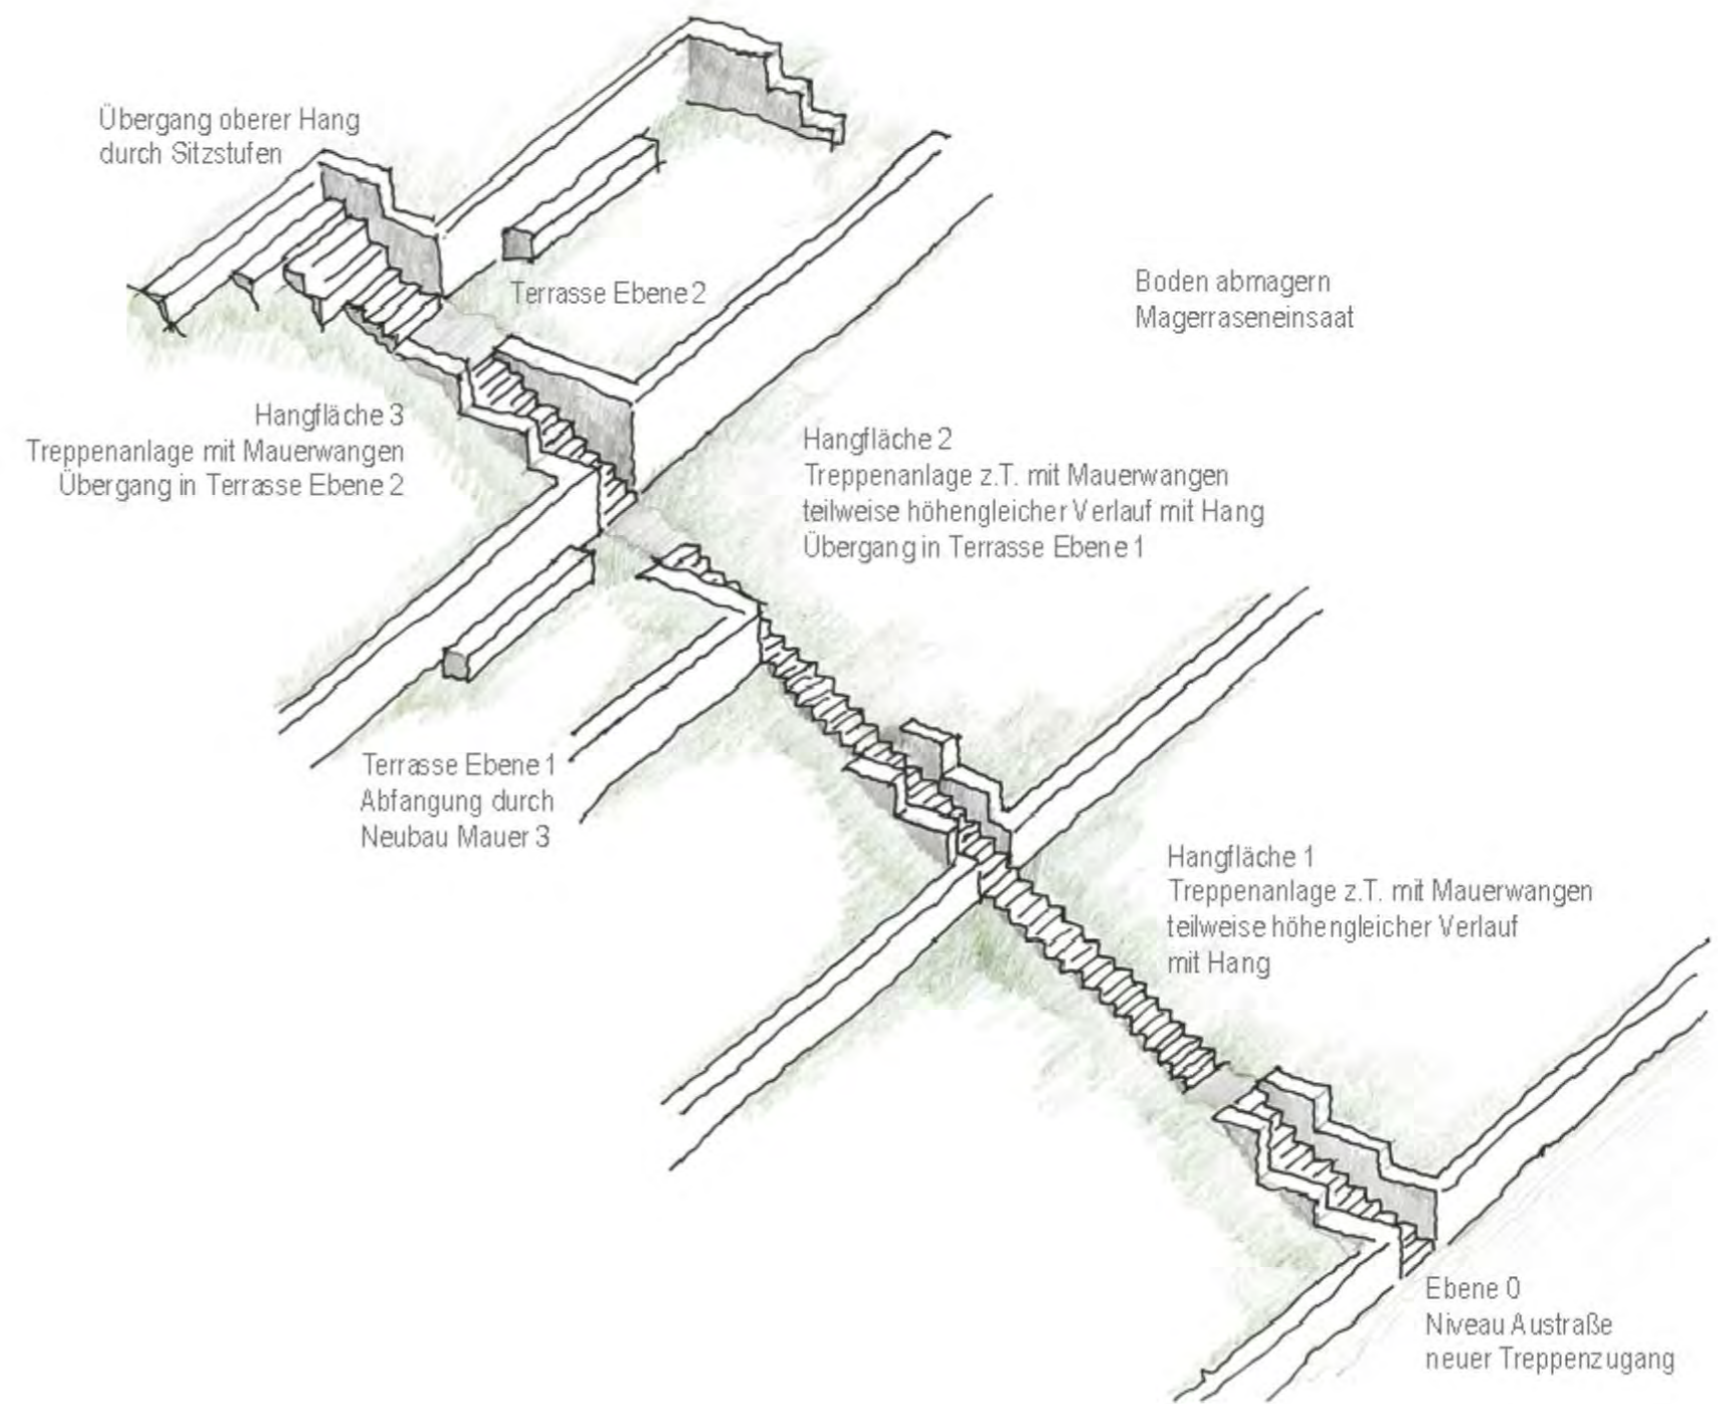 Übergang oberer Hang
durch Sitzstufen
Terrasse Ebene 2
Boden abmagern
Magerraseneinsaat
Hangfläche 3
Treppenanlage mit Mauerwangen
Übergang in Terrasse Ebene 2
Hangfläche 2
Treppenanlage z.T. mit Mauerwangen
teilweise höhengleicher Verlauf mit Hang
Übergang in Terrasse Ebene 1
Terrasse Ebene 1
Abfangung durch
Neubau Mauer 3
Hangfläche 1
Treppenanlage z.T. mit Mauerwangen
teilweise höhengleicher Verlauf
mit Hang
Ebene 0
Niveau Austraße
neuer Treppenzugang